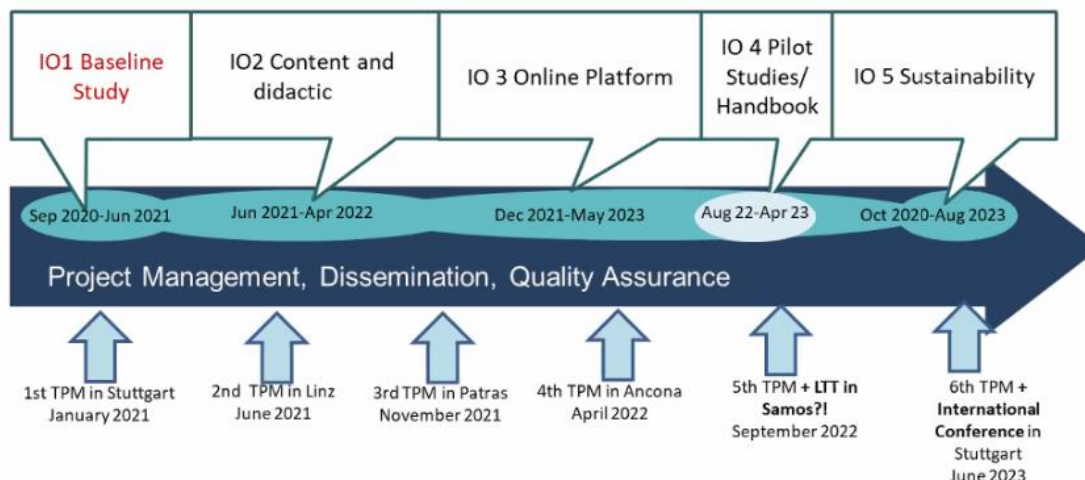 IO1 Baseline
Study
IO2 Content and
didactic
IO 3 Online Platform
IO 4 Pilot
Studies/
Handbook
IO 5 Sustainability
Sep 2020-Jun 2021
Jun 2021-Apr 2022
Dec 2021-May 2023
Aug 22-Apr 23
Oct 2020-Aug 2023
Project Management, Dissemination, Quality Assurance
1st TPM in Stuttgart
January 2021
2nd TPM in Linz
June 2021
3rd TPM in Patras
November 2021
4th TPM in Ancona
April 2022
5th TPM + LTT in
Samos?!
September 2022
6th TPM +
International
Conference in
Stuttgart
June 2023